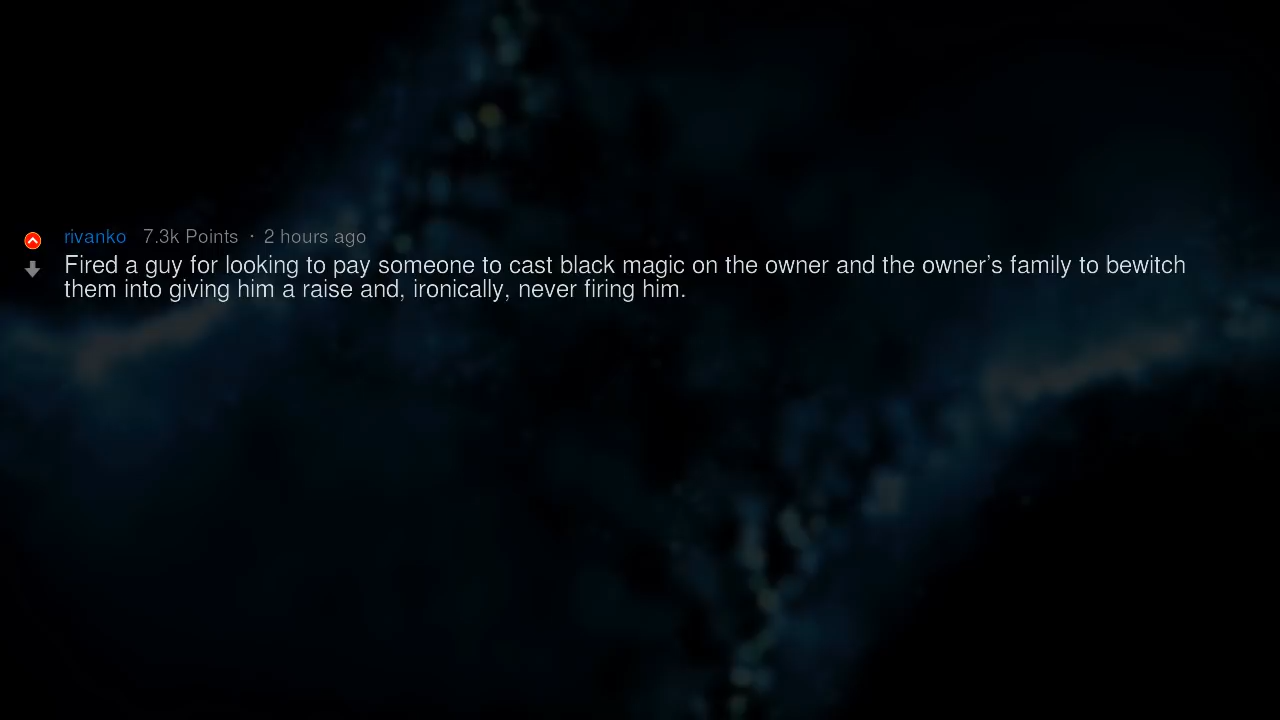 rivanko 7.3k Points · 2 hours ago
Fired a guy for looking to pay someone to cast black magic on the owner and the owner's family to bewitch
them into giving him a raise and, ironically, never firing him.